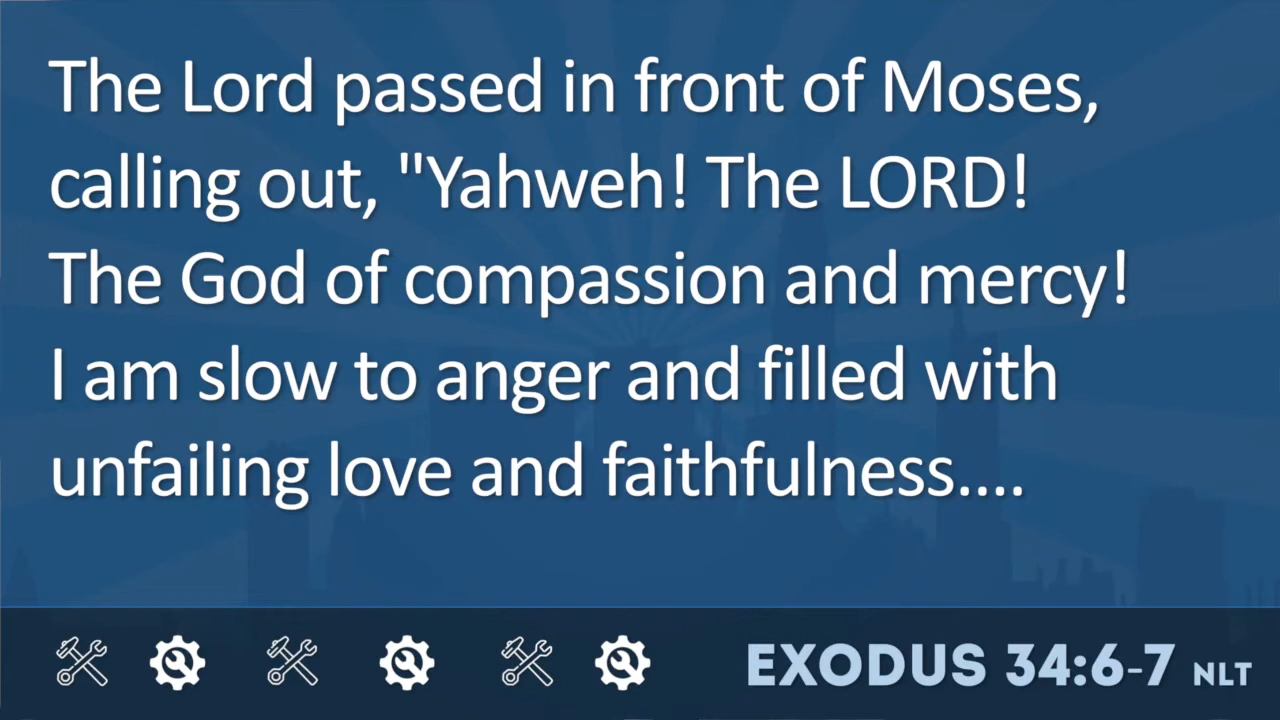 The Lord passed in front of Moses,
calling out, "Yahweh! The LORD!
The God of compassion and mercy!
I am slow to anger and filled with
unfailing love and faithfulness....
EXODUS 34:6-7 NLT